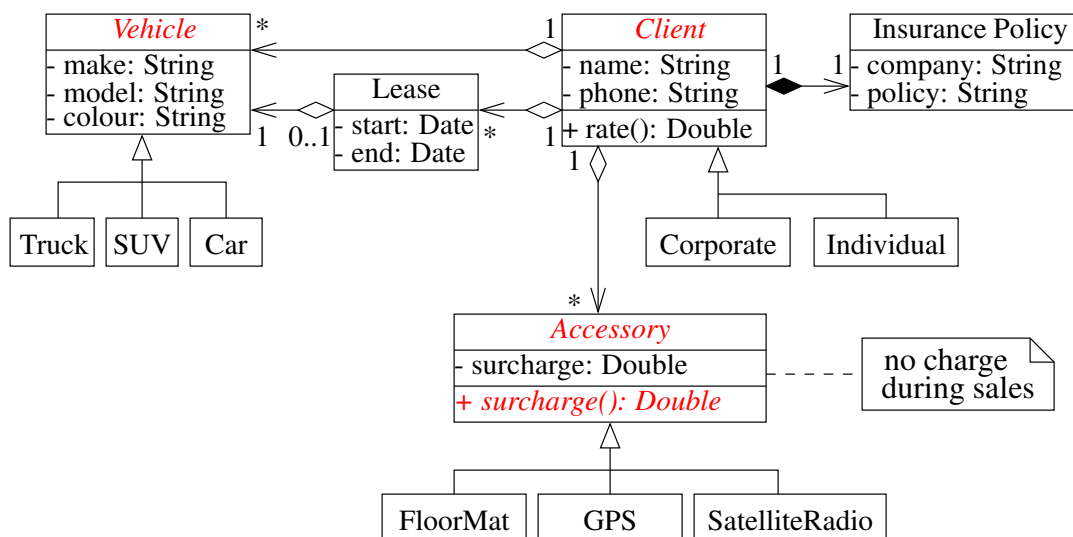 Vehicle
- make: String
- model: String
- colour: String
*
1
Client
- name: String
- phone: String
+ rate(): Double
1
1
Insurance Policy
- company: String
- policy: String
Lease
- start: Date
- end: Date
1
0..1
*
1
1
Truck
SUV
Car
Corporate
Individual
*
Accessory
- surcharge: Double
+ surcharge(): Double
no charge
during sales
FloorMat
GPS
SatelliteRadio